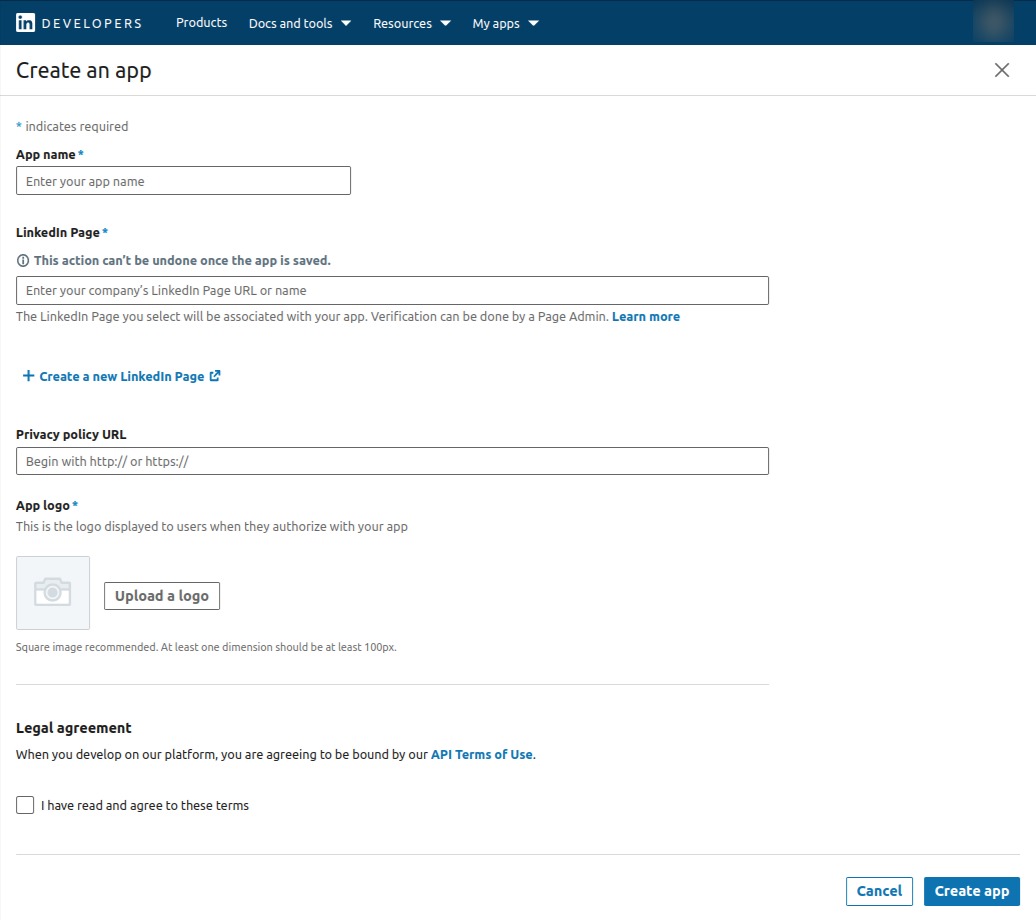 in DEVELOPERS Products Docs and tools Resources My apps
Create an app
* indicates required
App name *
Enter your app name
LinkedIn Page *
This action can't be undone once the app is saved.
Enter your company's LinkedIn Page URL or name
The LinkedIn Page you select will be associated with your app. Verification can be done by a Page Admin. Learn more
+ Create a new LinkedIn Page
Privacy policy URL
Begin with http:// or https://
App logo *
This is the logo displayed to users when they authorize with your app
Upload a logo
Square image recommended. At least one dimension should be at least 100px.
Legal agreement
When you develop on our platform, you are agreeing to be bound by our API Terms of Use.
I have read and agree to these terms
Cancel Create app